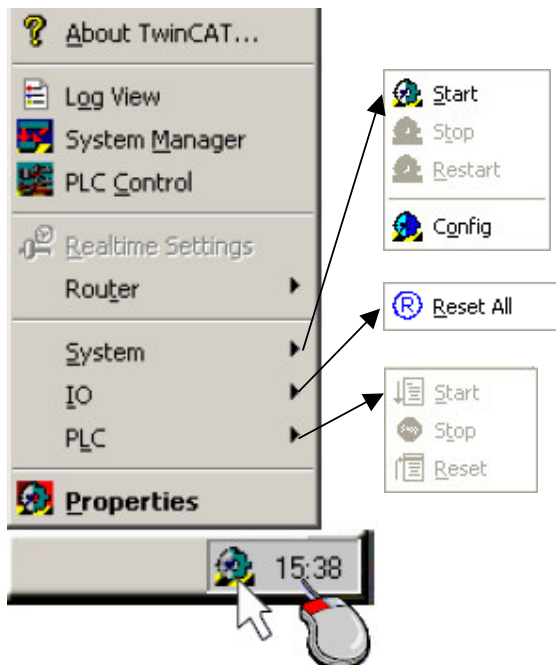 About TwinCAT...
Log View
System Manager
PLC Control
Realtime Settings
Router
System
IO
PLC
Properties
15:38
Start
Stop
Restart
Config
Reset All
Start
Stop
Reset